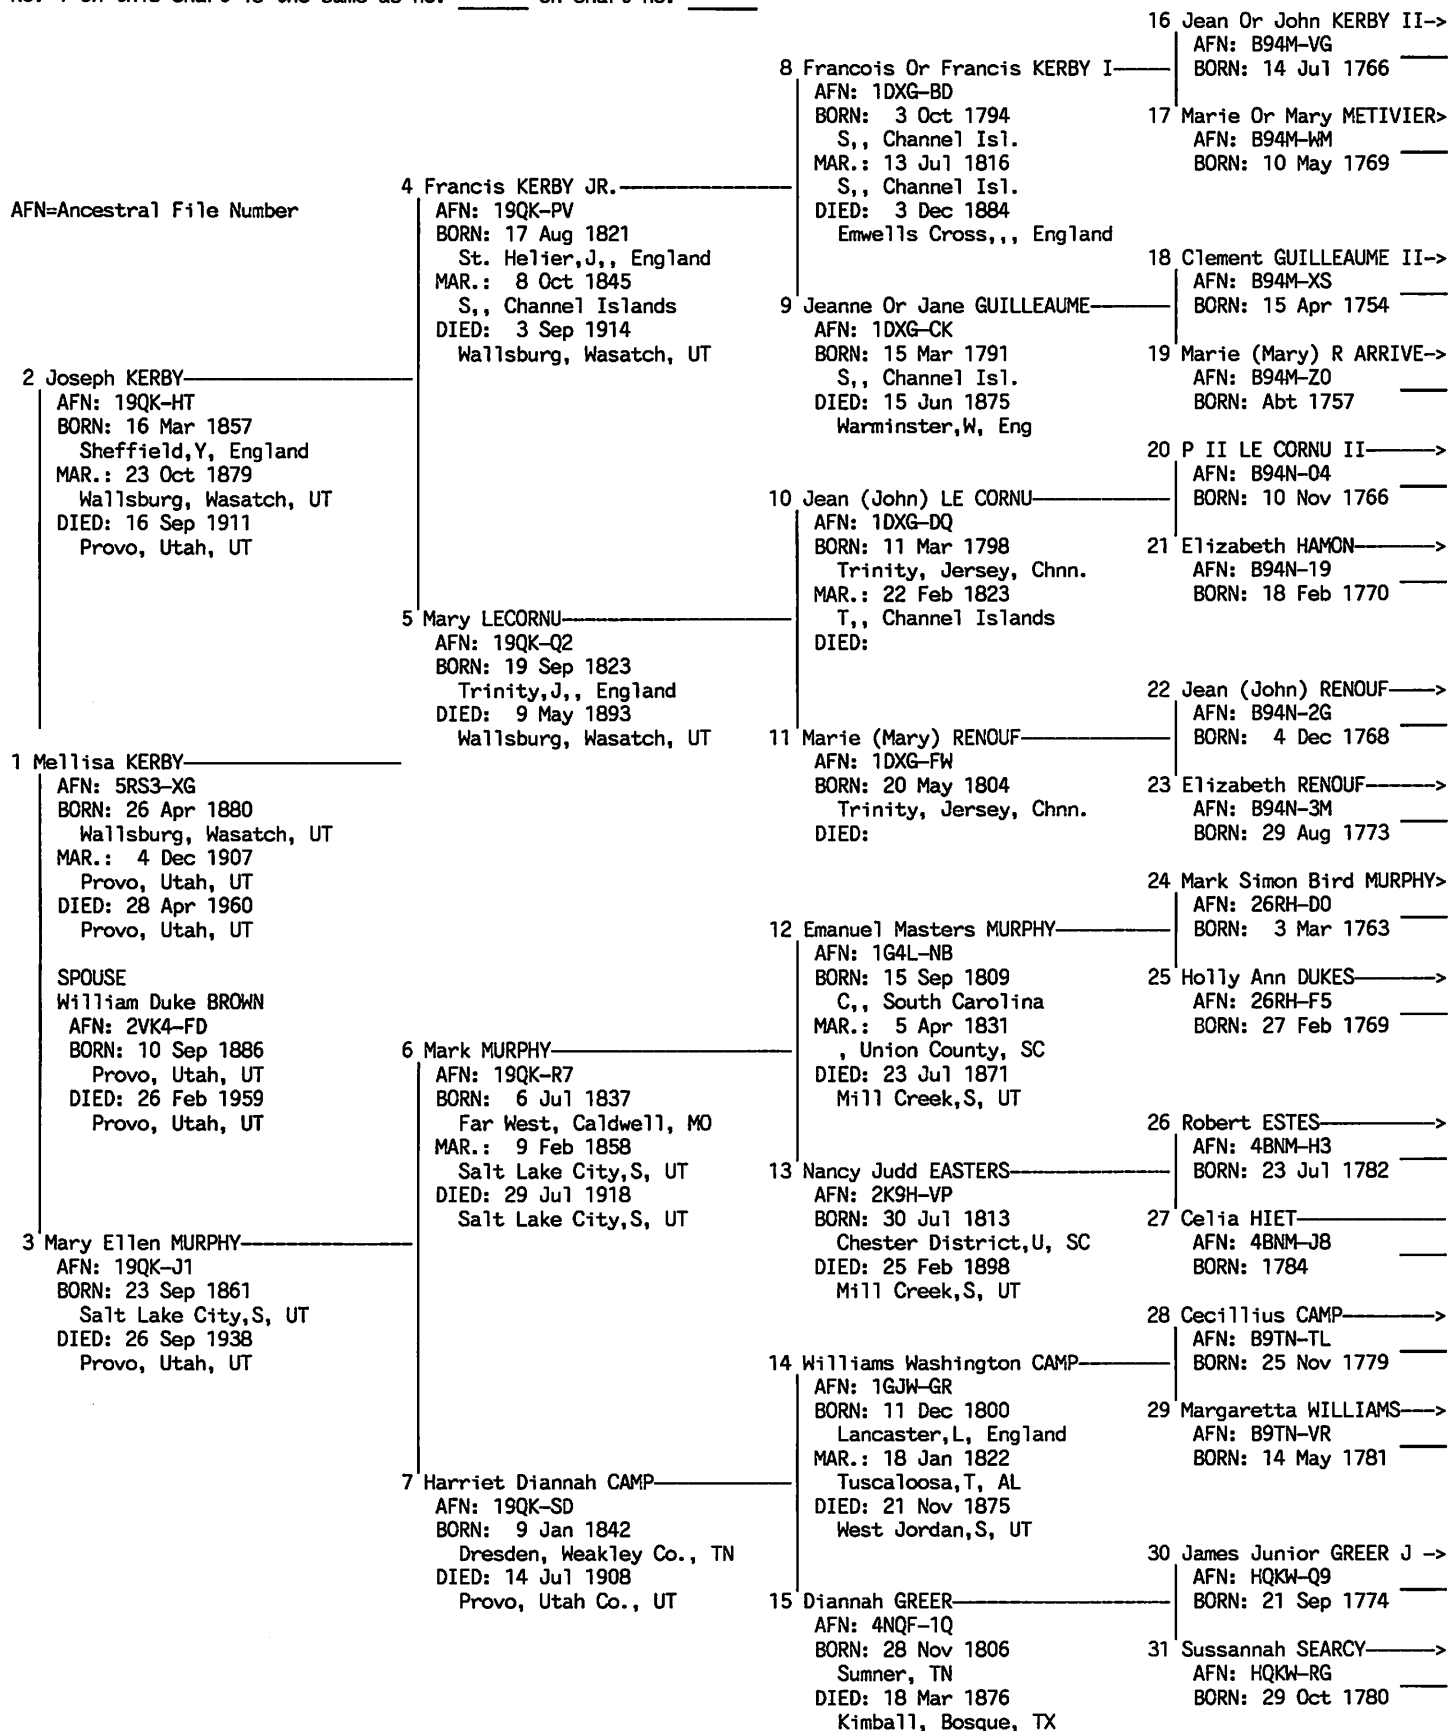 16 Jean Or John KERBY II->
AFN: B94M-VG
BORN: 14 Jul 1766
8 Francois Or Francis KERBY I
AFN: 1DXG-BD
BORN: 3 Oct 1794
S,, Channel Isl.
MAR.: 13 Jul 1816
S,, Channel Isl.
DIED: 3 Dec 1884
Emwells Cross,,, England
17 Marie Or Mary METIVIER>
AFN: B94M-WM
BORN: 10 May 1769
4 Francis KERBY JR.
AFN: 19QK-PV
BORN: 17 Aug 1821
St. Helier,J,, England
MAR.: 8 Oct 1845
S,, Channel Islands
DIED: 3 Sep 1914
Wallsburg, Wasatch, UT
AFN=Ancestral File Number
18 Clement GUILLEAUME II->
AFN: B94M-XS
BORN: 15 Apr 1754
9 Jeanne Or Jane GUILLEAUME
AFN: 1DXG-CK
BORN: 15 Mar 1791
S,, Channel Isl.
DIED: 15 Jun 1875
Warminster,W, Eng
19 Marie (Mary) R ARRIVE->
AFN: B94M-Z0
BORN: Abt 1757
2 Joseph KERBY
AFN: 19QK-HT
BORN: 16 Mar 1857
Sheffield,Y, England
MAR.: 23 Oct 1879
Wallsburg, Wasatch, UT
DIED: 16 Sep 1911
Provo, Utah, UT
20 P II LE CORNU II->
AFN: B94N-04
BORN: 10 Nov 1766
10 Jean (John) LE CORNU
AFN: 1DXG-DQ
BORN: 11 Mar 1798
Trinity, Jersey, Chnn.
MAR.: 22 Feb 1823
T,, Channel Islands
DIED:
21 Elizabeth HAMON->
AFN: B94N-19
BORN: 18 Feb 1770
5 Mary LECORNU
AFN: 19QK-Q2
BORN: 19 Sep 1823
Trinity,J,, England
DIED: 9 May 1893
Wallsburg, Wasatch, UT
22 Jean (John) RENOUF->
AFN: B94N-2G
BORN: 4 Dec 1768
11 Marie (Mary) RENOUF
AFN: 1DXG-FW
BORN: 20 May 1804
Trinity, Jersey, Chnn.
DIED:
23 Elizabeth RENOUF->
AFN: B94N-3M
BORN: 29 Aug 1773
1 Mellisa KERBY
AFN: 5RS3-XG
BORN: 26 Apr 1880
Wallsburg, Wasatch, UT
MAR.: 4 Dec 1907
Provo, Utah, UT
DIED: 28 Apr 1960
Provo, Utah, UT
SPOUSE
William Duke BROWN
AFN: 2VK4-FD
BORN: 10 Sep 1886
Provo, Utah, UT
DIED: 26 Feb 1959
Provo, Utah, UT
24 Mark Simon Bird MURPHY>
AFN: 26RH-D0
BORN: 3 Mar 1763
12 Emanuel Masters MURPHY
AFN: 1G4L-NB
BORN: 15 Sep 1809
C,, South Carolina
MAR.: 5 Apr 1831
, Union County, SC
DIED: 23 Jul 1871
Mill Creek,S, UT
25 Holly Ann DUKES->
AFN: 26RH-F5
BORN: 27 Feb 1769
6 Mark MURPHY
AFN: 19QK-R7
BORN: 6 Jul 1837
Far West, Caldwell, MO
MAR.: 9 Feb 1858
Salt Lake City,S, UT
DIED: 29 Jul 1918
Salt Lake City,S, UT
26 Robert ESTES->
AFN: 4BNM-H3
BORN: 23 Jul 1782
13 Nancy Judd EASTERS
AFN: 2K9H-VP
BORN: 30 Jul 1813
Chester District,U, SC
DIED: 25 Feb 1898
Mill Creek,S, UT
27 Celia HIET
AFN: 4BNM-J8
BORN: 1784
3 Mary Ellen MURPHY
AFN: 19QK-J1
BORN: 23 Sep 1861
Salt Lake City,S, UT
DIED: 26 Sep 1938
Provo, Utah, UT
28 Cecillius CAMP->
AFN: B9TN-TL
BORN: 25 Nov 1779
14 Williams Washington CAMP
AFN: 1GJW-GR
BORN: 11 Dec 1800
Lancaster,L, England
MAR.: 18 Jan 1822
Tuscaloosa,T, AL
DIED: 21 Nov 1875
West Jordan,S, UT
29 Margaretta WILLIAMS->
AFN: B9TN-VR
BORN: 14 May 1781
7 Harriet Diannah CAMP
AFN: 19QK-SD
BORN: 9 Jan 1842
Dresden, Weakley Co., TN
DIED: 14 Jul 1908
Provo, Utah Co., UT
30 James Junior GREER J ->
AFN: HQKW-Q9
BORN: 21 Sep 1774
15 Diannah GREER
AFN: 4NQF-1Q
BORN: 28 Nov 1806
Sumner, TN
DIED: 18 Mar 1876
Kimball, Bosque, TX
31 Sussannah SEARCY->
AFN: HQKW-RG
BORN: 29 Oct 1780